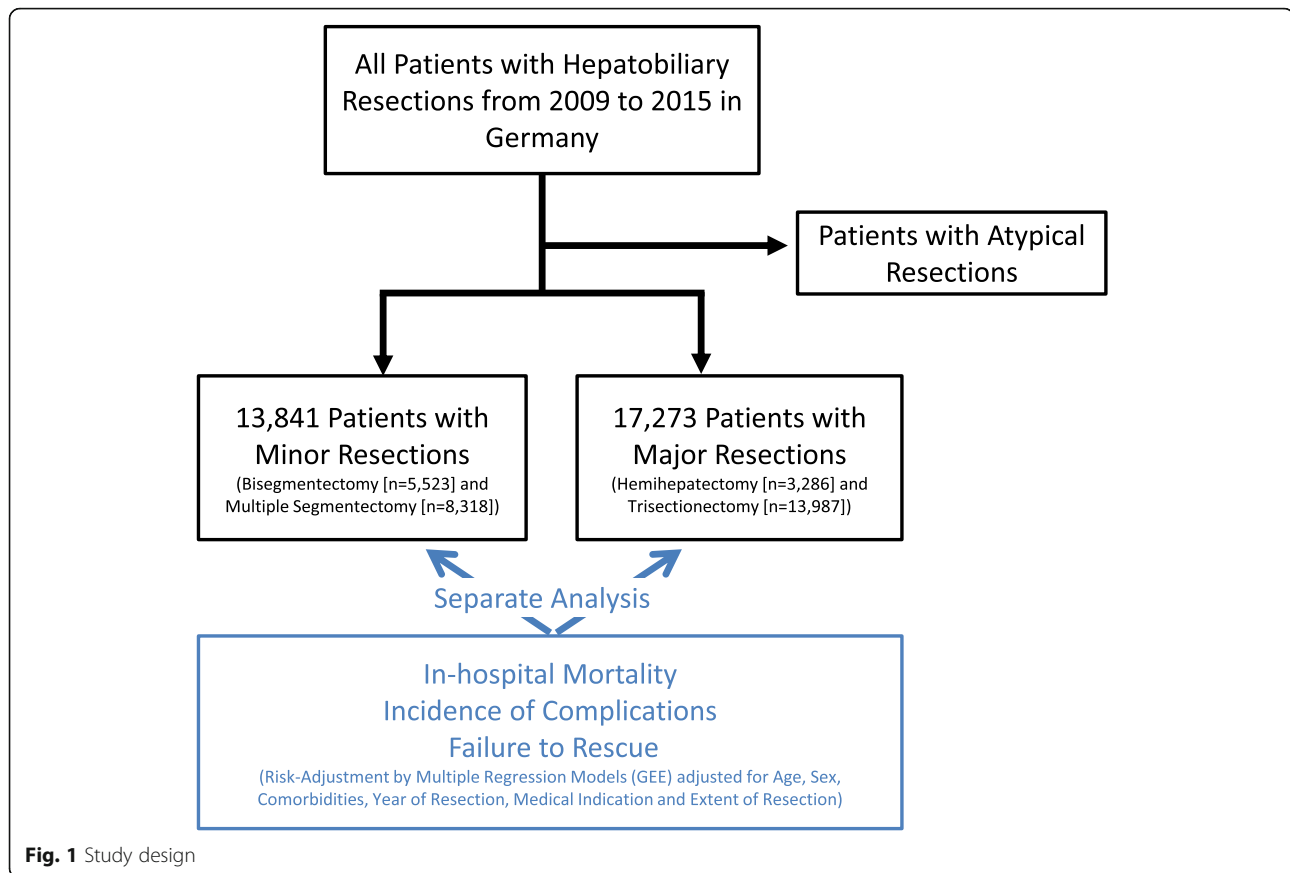 All Patients with Hepatobiliary
Resections from 2009 to 2015 in
Germany
Patients with Atypical
Resections
13,841 Patients with
Minor Resections
(Bisegmentectomy [n=5,523] and
Multiple Segmentectomy [n=8,318])
17,273 Patients with
Major Resections
(Hemihepatectomy [n=3,286] and
Trisectionectomy [n=13,987])
Separate Analysis
In-hospital Mortality
Incidence of Complications
Failure to Rescue
(Risk-Adjustment by Multiple Regression Models (GEE) adjusted for Age, Sex,
Comorbidities, Year of Resection, Medical Indication and Extent of Resection)
Fig. 1 Study design